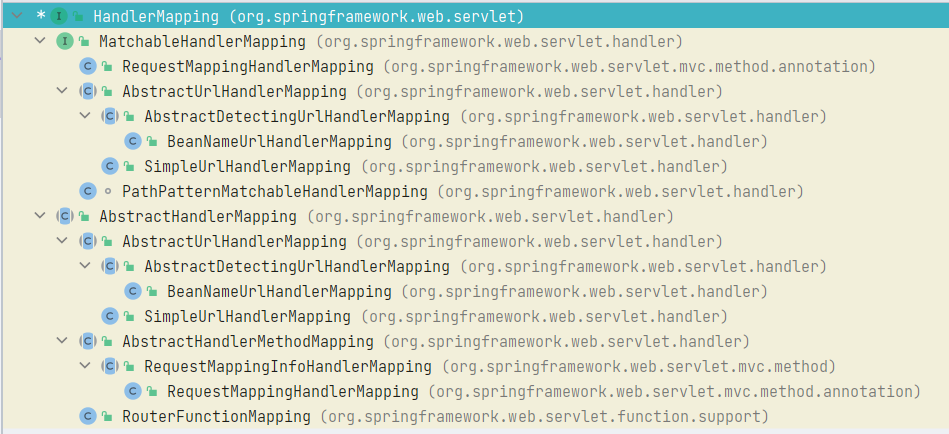 * I HandlerMapping (org.springframework.web.servlet)
I MatchableHandlerMapping (org.springframework.web.servlet.handler)
C RequestMappingHandlerMapping (org.springframework.web.servlet.mvc.method.annotation)
C AbstractUrlHandlerMapping (org.springframework.web.servlet.handler)
C AbstractDetectingUrlHandlerMapping (org.springframework.web.servlet.handler)
C BeanNameUrlHandlerMapping (org.springframework.web.servlet.handler)
C SimpleUrlHandlerMapping (org.springframework.web.servlet.handler)
C PathPatternMatchableHandlerMapping (org.springframework.web.servlet.handler)
C AbstractHandlerMapping (org.springframework.web.servlet.handler)
C AbstractUrlHandlerMapping (org.springframework.web.servlet.handler)
C AbstractDetectingUrlHandlerMapping (org.springframework.web.servlet.handler)
C BeanNameUrlHandlerMapping (org.springframework.web.servlet.handler)
C SimpleUrlHandlerMapping (org.springframework.web.servlet.handler)
C AbstractHandlerMethodMapping (org.springframework.web.servlet.handler)
C RequestMappingInfoHandlerMapping (org.springframework.web.servlet.mvc.method)
C RequestMappingHandlerMapping (org.springframework.web.servlet.mvc.method.annotation)
C RouterFunctionMapping (org.springframework.web.servlet.function.support)